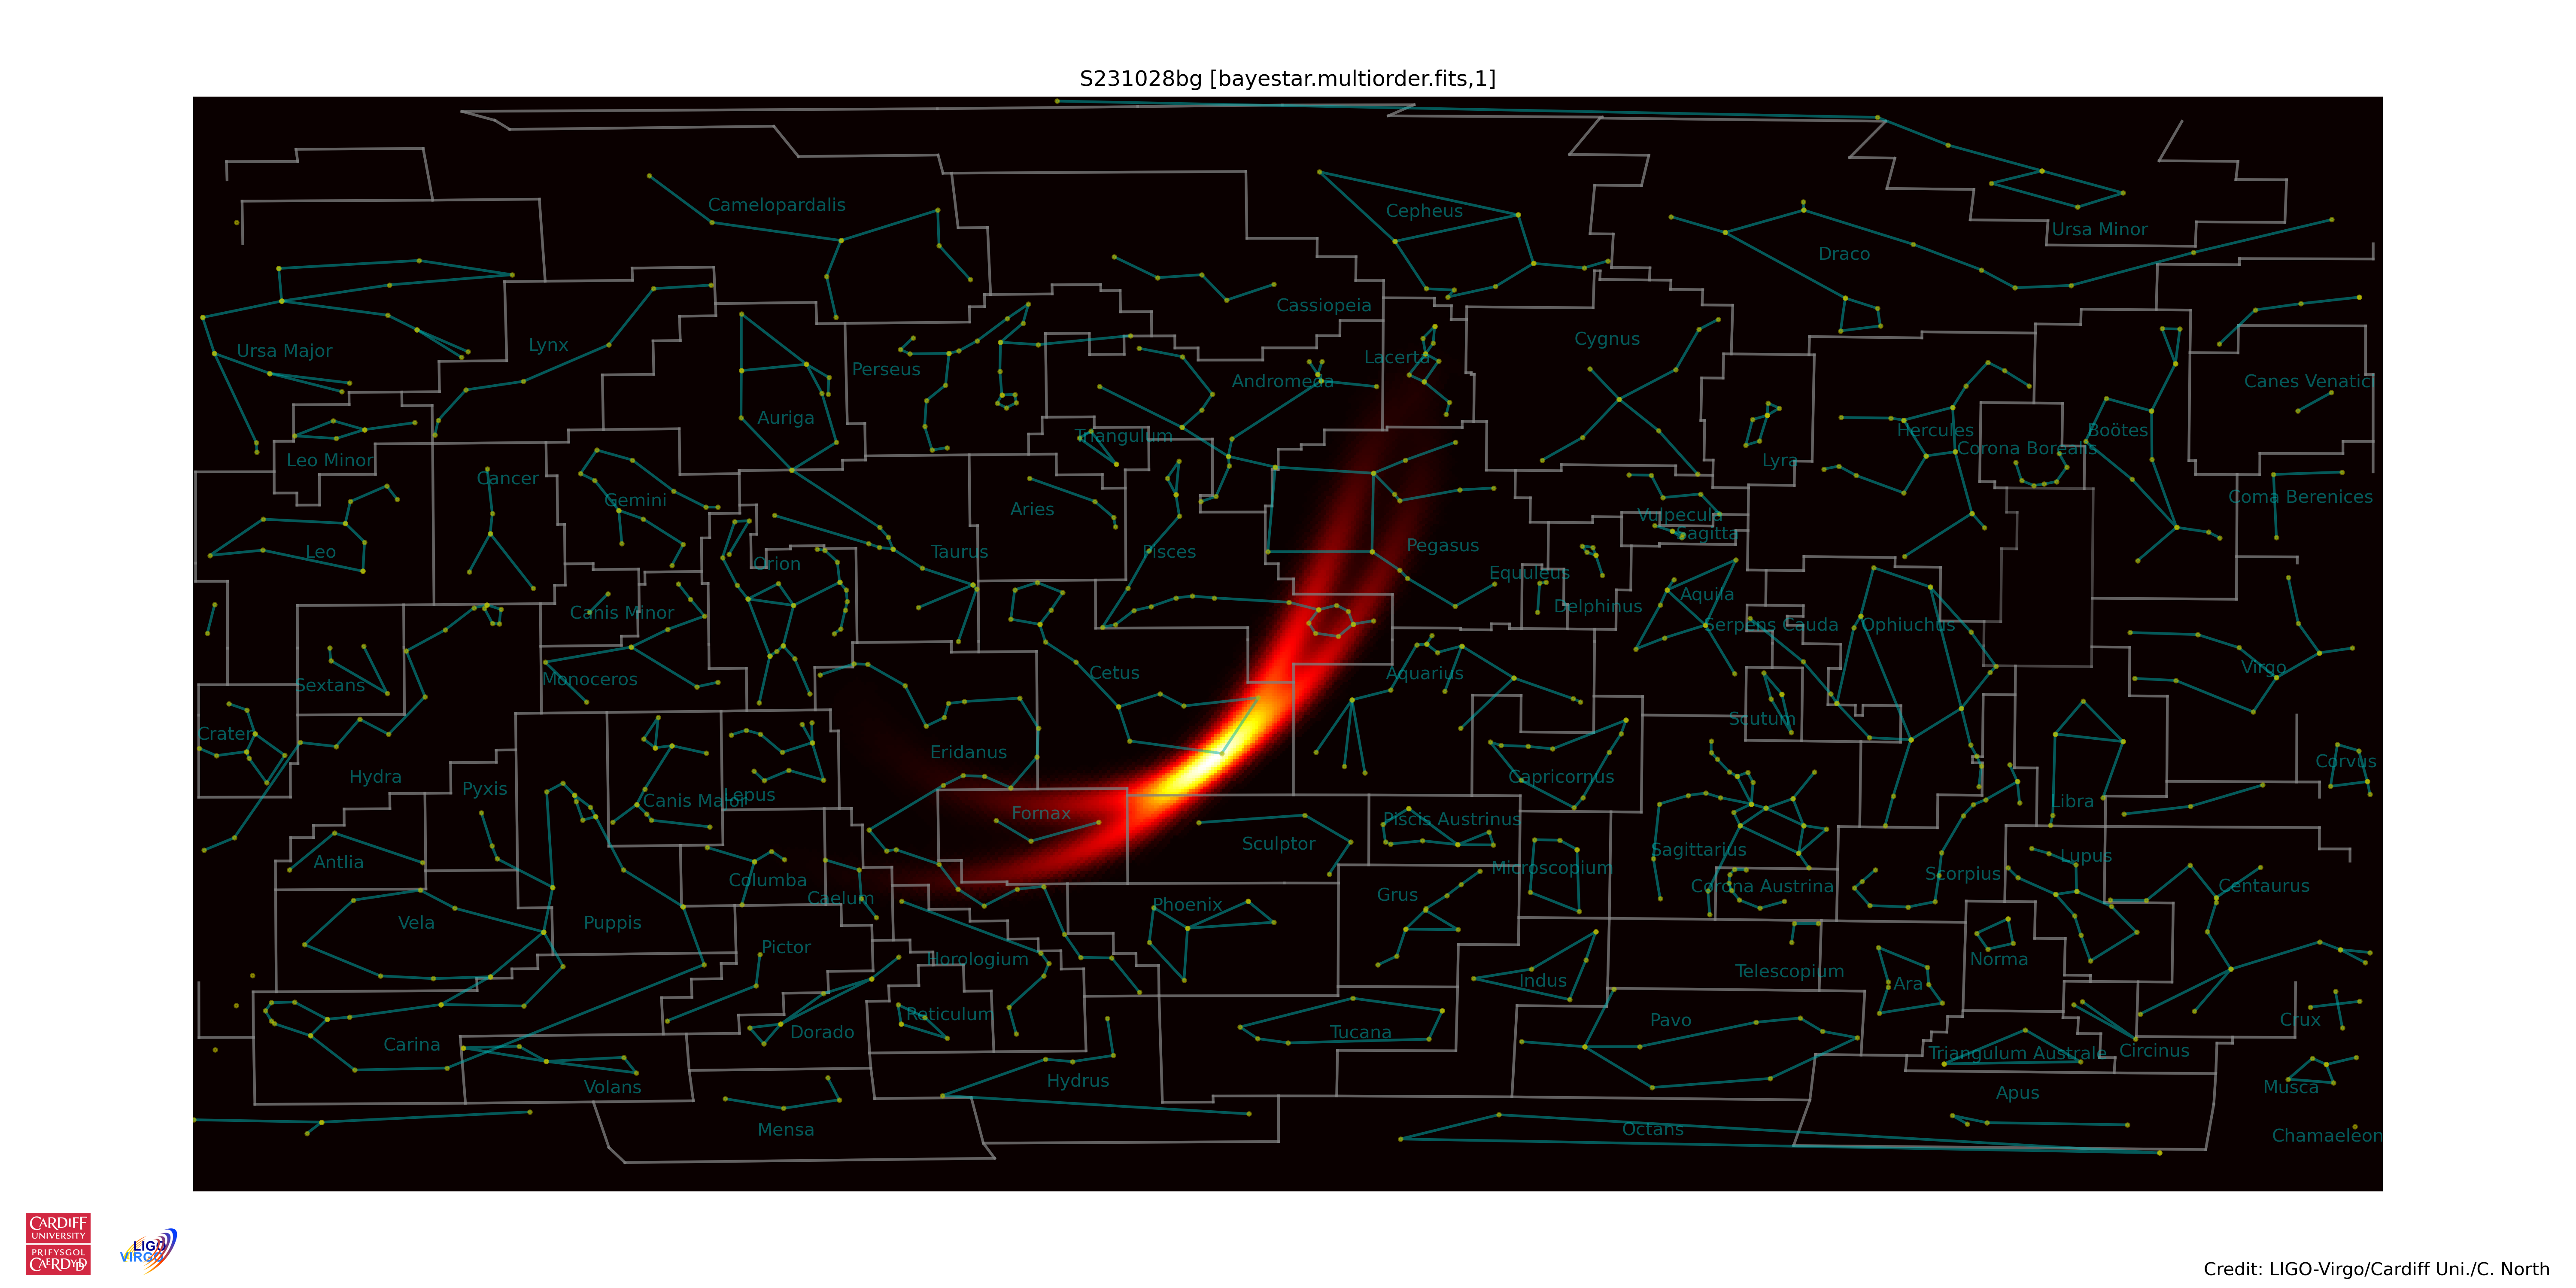 S231028bg [bayestar.multiorder.fits,1]
Camelopardalis
Cepheus
Ursa Minor
Draco
Cassiopeia
Ursa Major
Lynx
Perseus
Andromeda
Lacerta
Cygnus
Canes Venatici
Auriga
Triangulum
Hercules
Boötes
Corona Borealis
Leo Minor
Lyra
Cancer
Gemini
Aries
Coma Berenices
Vulpecula
Sagitta
Leo
Orion
Taurus
Pisces
Pegasus
Equuleus
Canis Minor
Delphinus
Aquila
Serpens Cauda
Ophiuchus
Sextans
Monoceros
Cetus
Aquarius
Virgo
Crater
Scutum
Eridanus
Hydra
Pyxis
Canis Major
Lepus
Capricornus
Corvus
Libra
Fornax
Piscis Austrinus
Sculptor
Antlia
Columba
Caelum
Microscopium
Sagittarius
Corona Austrina
Scorpius
Lupus
Centaurus
Vela
Puppis
Phoenix
Grus
Pictor
Horologium
Indus
Telescopium
Ara
Norma
Carina
Dorado
Reticulum
Tucana
Pavo
Triangulum Australe
Circinus
Crux
Volans
Hydrus
Apus
Musca
Mensa
Octans
Chamaeleon
CARDIFF
UNIVERSITY
PRIFYSGOL
CAERDYDD
LIGO
VIRGO
Credit: LIGO-Virgo/Cardiff Uni./C. North